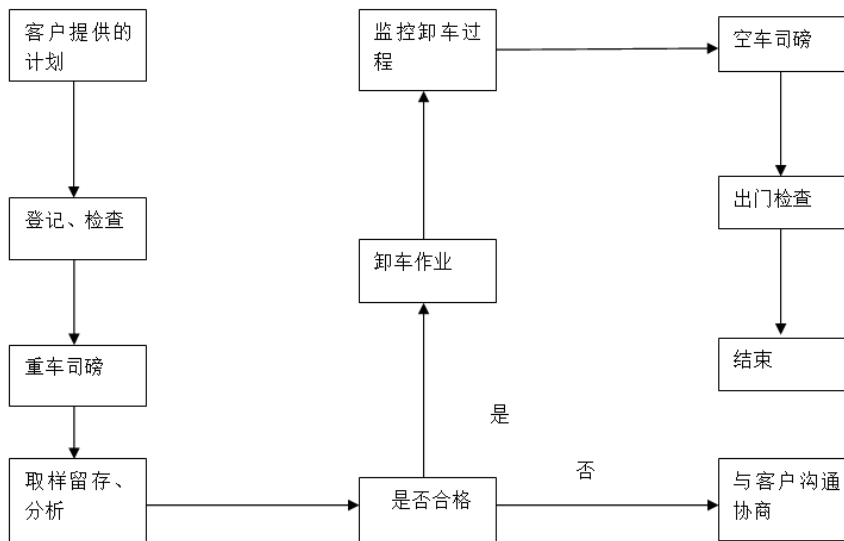 客户提供的
计划
登记、检查
重车司磅
取样留存、
分析
是否合格
是
否
卸车作业
监控卸车过
程
空车司磅
出门检查
结束
与客户沟通
协商